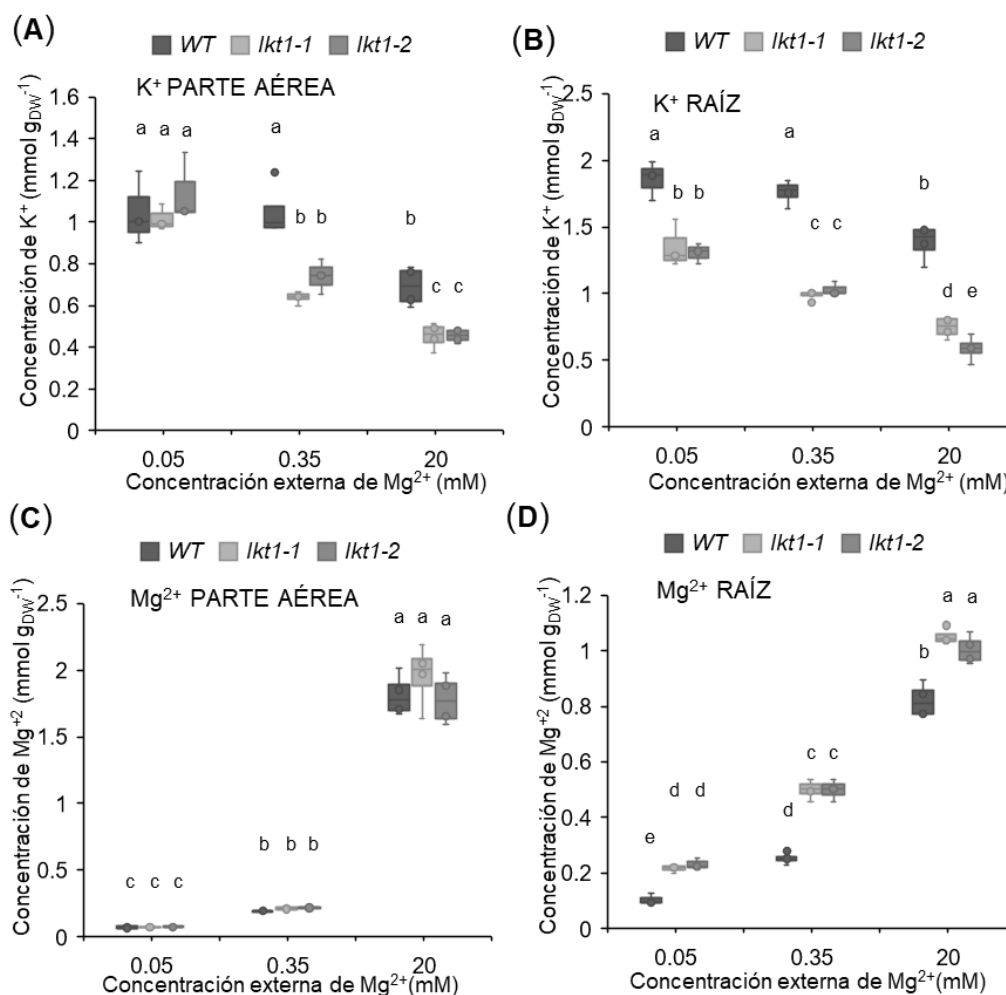 (A)
WT lkt1-1 lkt1-2
K+ PARTE AÉREA
Concentración de K+ (mmol gDW-1)
1.6
1.4
1.2
1
0.8
0.6
0.4
0.2
0
a a a
a
b b
b
c c
0.05 0.35 20
Concentración externa de Mg2+ (mM)
(B)
WT lkt1-1 lkt1-2
K+ RAÍZ
Concentración de K+ (mmol gDW-1)
2.5
2
1.5
1
0.5
0
a
b b
a
c c
b
d e
0.05 0.35 20
Concentración externa de Mg2+ (mM)
(C)
WT lkt1-1 lkt1-2
Mg2+ PARTE AÉREA
Concentración de Mg+2 (mmol gDW-1)
2.5
2
1.5
1
0.5
0
c c c
b b b
a a a
0.05 0.35 20
Concentración externa de Mg2+(mM)
(D)
WT lkt1-1 lkt1-2
Mg2+ RAÍZ
Concentración de Mg+2 (mmol gDW-1)
1.2
1
0.8
0.6
0.4
0.2
0
e
d d
d
c c
b
a a
0.05 0.35 20
Concentración externa de Mg2+ (mM)